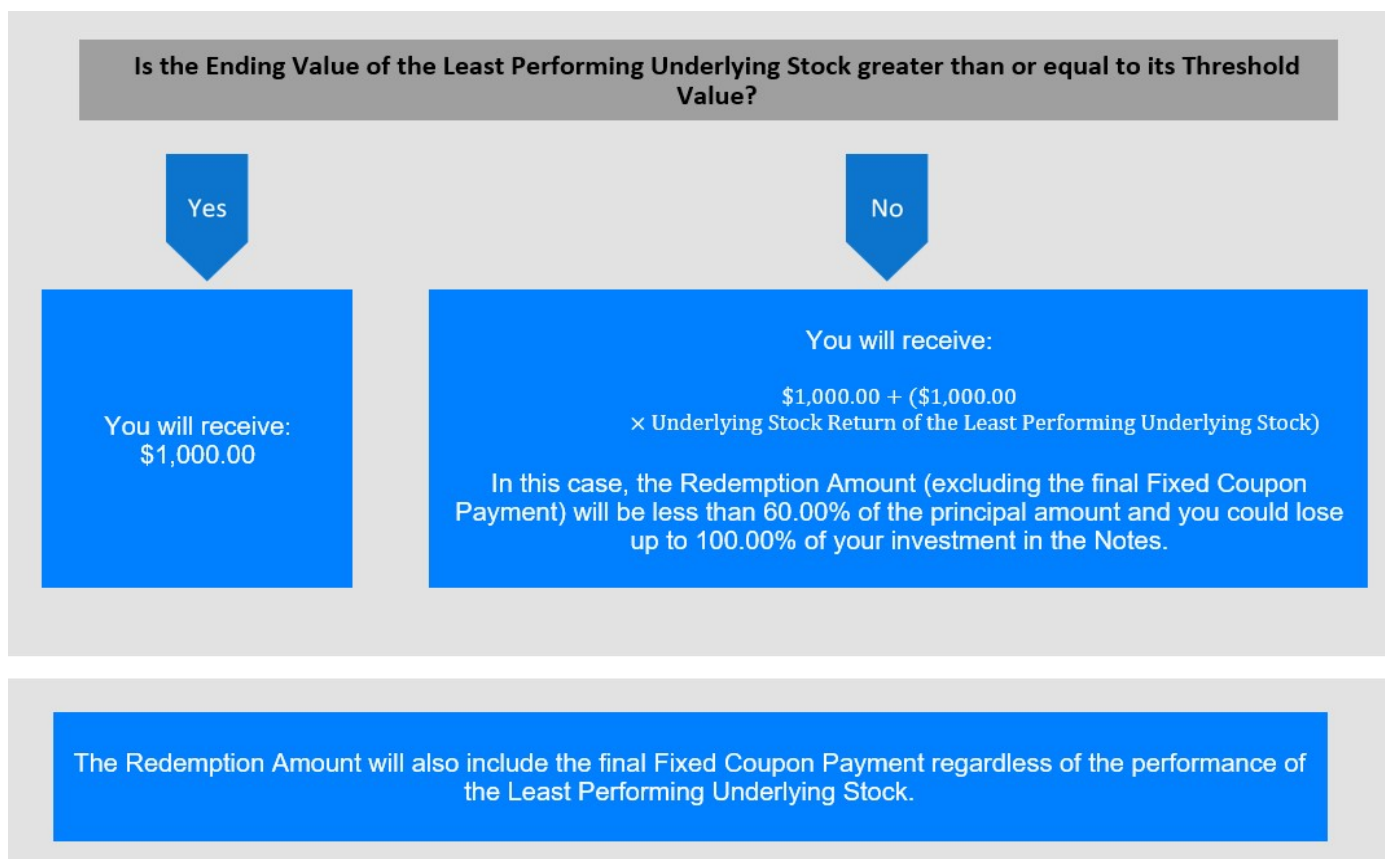 Is the Ending Value of the Least Performing Underlying Stock greater than or equal to its Threshold
Value?
Yes
No
You will receive:
$1,000.00
You will receive:
$1,000.00 + ($1,000.00
× Underlying Stock Return of the Least Performing Underlying Stock)
In this case, the Redemption Amount (excluding the final Fixed Coupon
Payment) will be less than 60.00% of the principal amount and you could lose
up to 100.00% of your investment in the Notes.
The Redemption Amount will also include the final Fixed Coupon Payment regardless of the performance of
the Least Performing Underlying Stock.